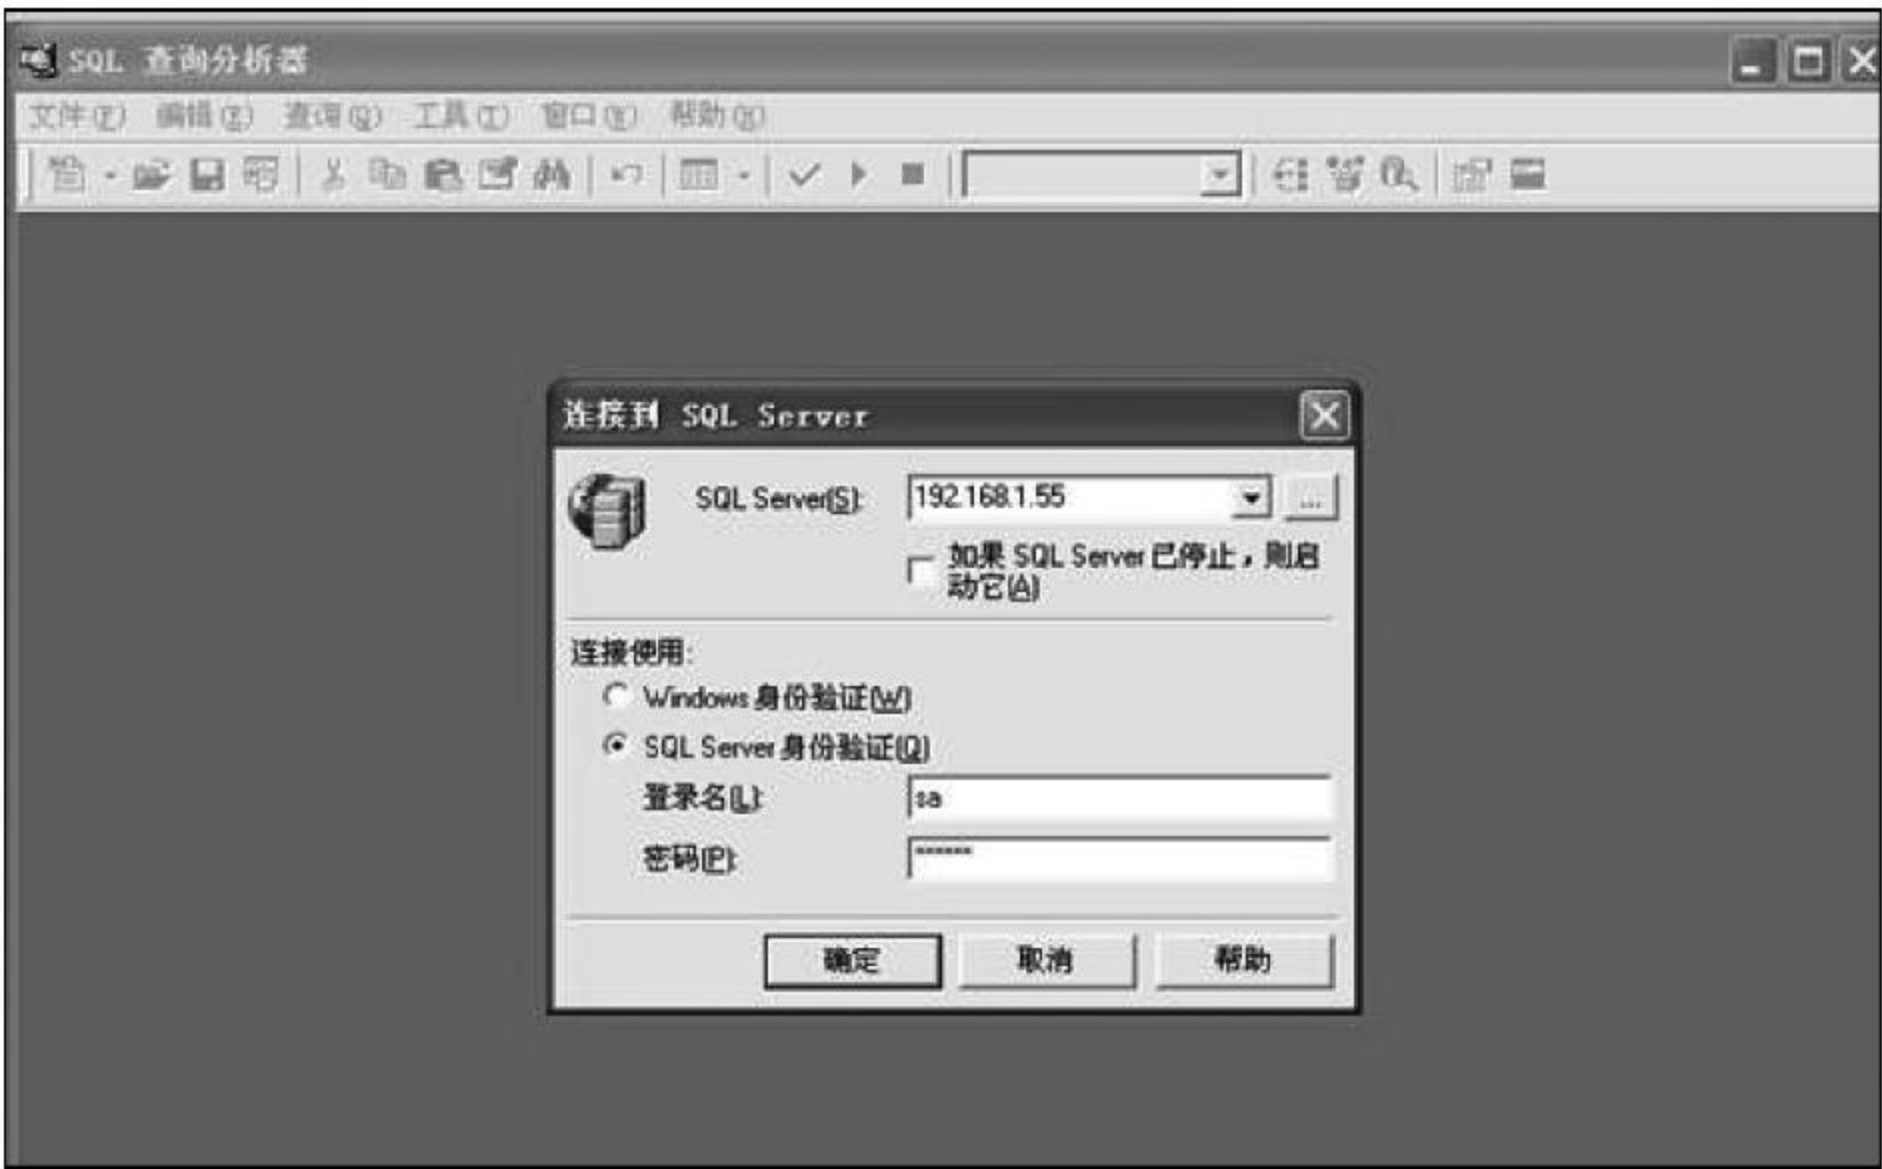 SQL 查询分析器
文件(F) 编辑(E) 查询(Q) 工具(T) 窗口(W) 帮助(H)
连接到 SQL Server
SQL Server(S):
192.168.1.55
...
如果 SQL Server 已停止，则启
动它(A)
连接使用:
Windows 身份验证(W)
SQL Server 身份验证(Q)
登录名(L):
sa
密码(P):
******
确定 取消 帮助